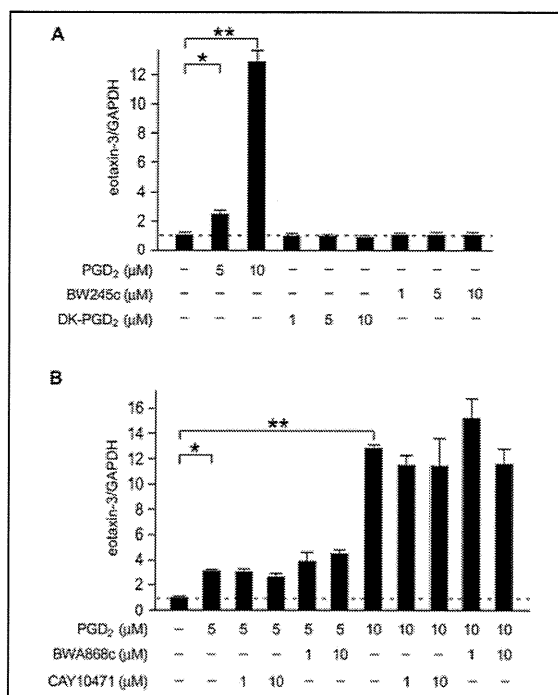 A
**
*
12
10
8
6
4
2
0
eotaxin-3/GAPDH
PGD₂ (μM) – 5 10 – – – – – –
BW245c (μM) – – – – – – 1 5 10
DK-PGD₂ (μM) – – – 1 5 10 – – –
B
**
*
16
14
12
10
8
6
4
2
0
eotaxin-3/GAPDH
PGD₂ (μM) – 5 5 5 5 5 10 10 10 10 10
BWA868c (μM) – – – – 1 10 – – – 1 10
CAY10471 (μM) – – 1 10 – – – 1 10 – –